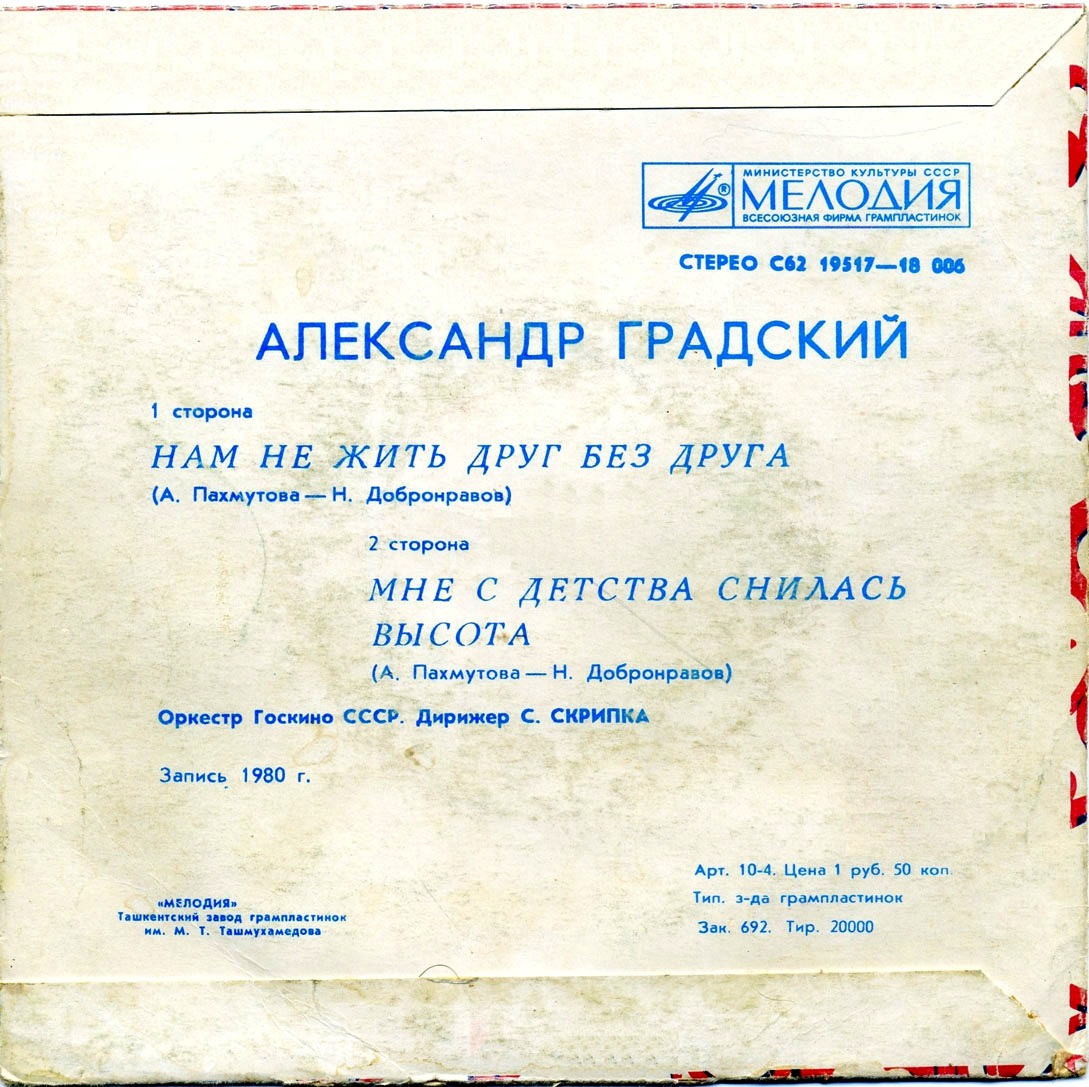 МИНИСТЕРСТВО КУЛЬТУРЫ СССР
®
МЕЛОДИЯ
ВСЕСОЮЗНАЯ ФИРМА ГРАМПЛАСТИНОК
СТЕРЕО С62 19517—18 006
АЛЕКСАНДР ГРАДСКИЙ
1 сторона
НАМ НЕ ЖИТЬ ДРУГ БЕЗ ДРУГА
(А. Пахмутова — Н. Добронравов)
2 сторона
МНЕ С ДЕТСТВА СНИЛАСЬ
ВЫСОТА
(А. Пахмутова — Н. Добронравов)
Оркестр Госкино СССР. Дирижер С. СКРИПКА
Запись 1980 г.
Арт. 10-4. Цена 1 руб. 50 коп.
Тип. з-да грампластинок
Зак. 692. Тир. 20000
«МЕЛОДИЯ»
Ташкентский завод грампластинок
им. М. Т. Ташмухамедова